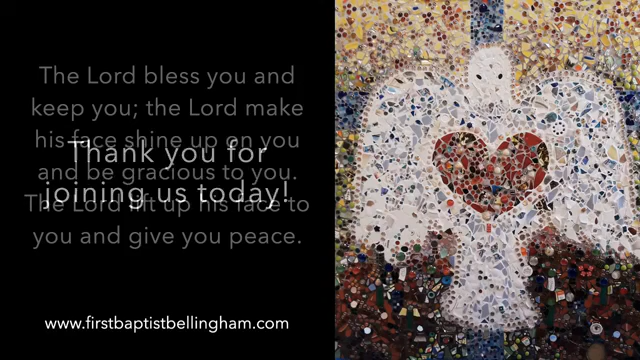 The Lord bless you and
keep you; the Lord make
his face shine up on you
and be gracious to you.
The Lord lift up his face to
you and give you peace.
Thank you for
joining us today!
www.firstbaptistbellingham.com